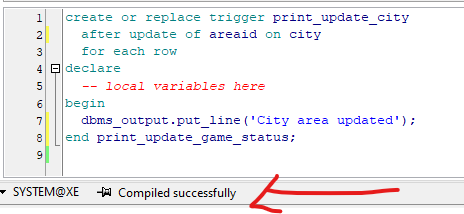 1 create or replace trigger print_update_city
2 after update of areaid on city
3 for each row
4 declare
5 -- local variables here
6 begin
7 dbms_output.put_line('City area updated');
8 end print_update_game_status;
9
SYSTEM@XE Compiled successfully